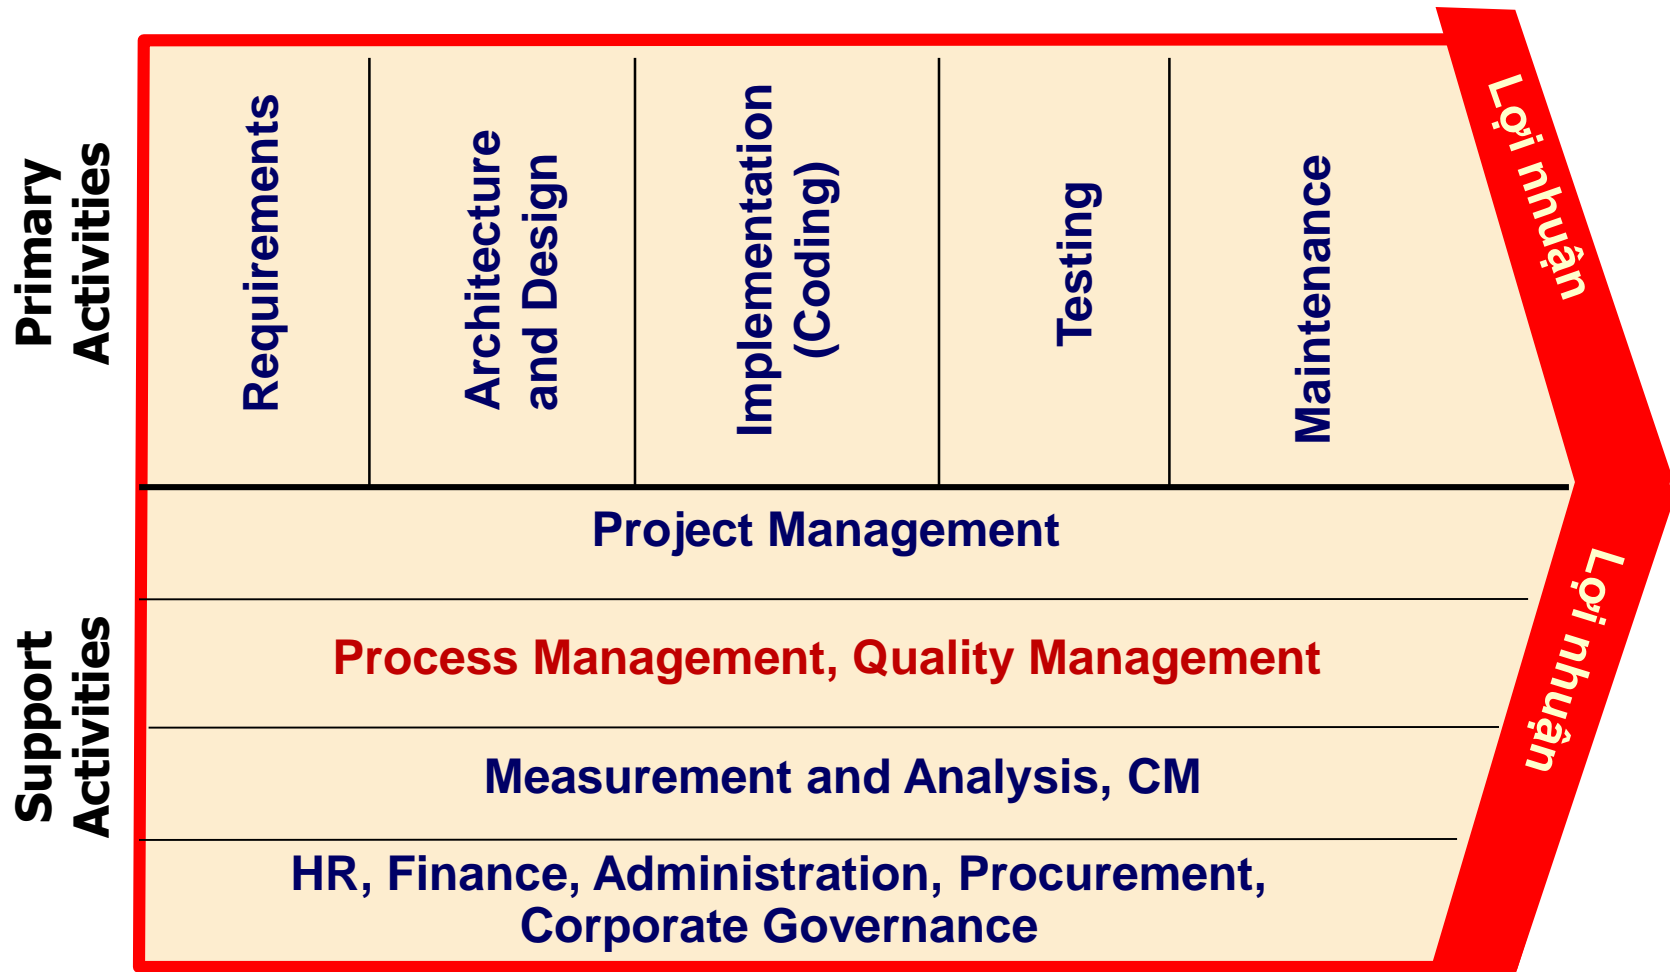 Primary
Activities
Requirements
Architecture
and Design
Implementation
(Coding)
Testing
Maintenance
Lợi nhuận
Support
Activities
Project Management
Process Management, Quality Management
Measurement and Analysis, CM
HR, Finance, Administration, Procurement,
Corporate Governance
Lợi nhuận